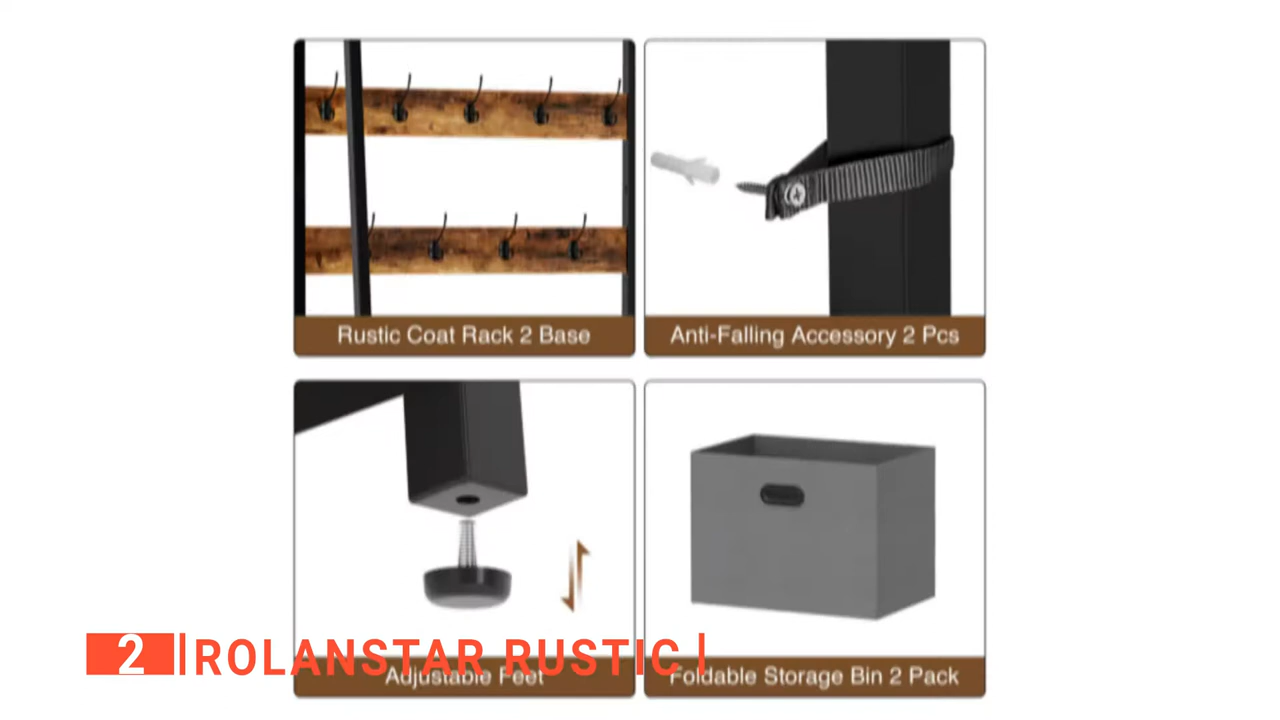 Rustic Coat Rack 2 Base
Anti-Falling Accessory 2 Pcs
Adjustable Feet
Foldable Storage Bin 2 Pack
2 ROLANSTAR RUSTIC